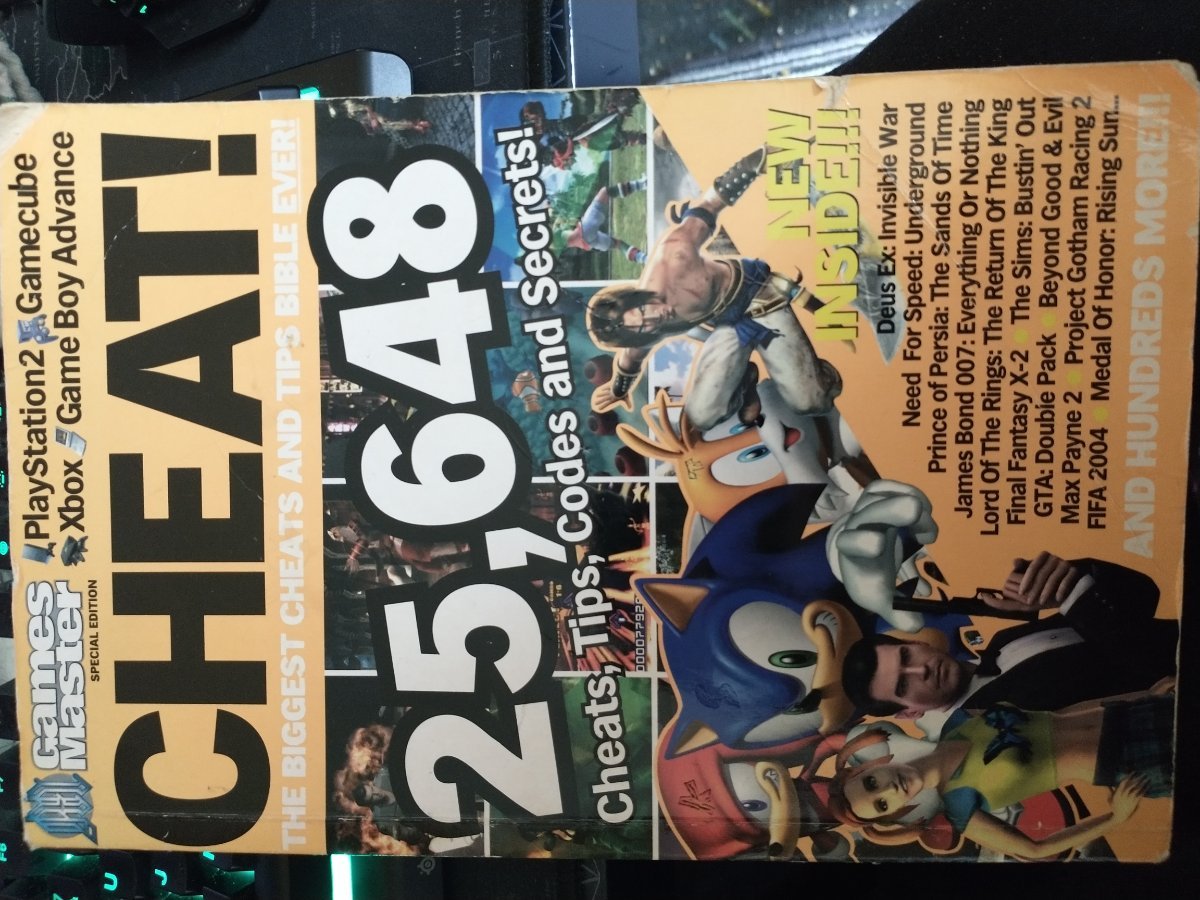 Games Master
SPECIAL EDITION
PlayStation2 Gamecube
Xbox Game Boy Advance
CHEAT!
THE BIGGEST CHEATS AND TIPS BIBLE EVER!
25,648
Cheats, Tips, Codes and Secrets!
NEW
INSIDE!!!
Deus Ex: Invisible War
Need For Speed: Underground
Prince of Persia: The Sands Of Time
James Bond 007: Everything Or Nothing
Lord Of The Rings: The Return Of The King
Final Fantasy X-2 • The Sims: Bustin' Out
GTA: Double Pack • Beyond Good & Evil
Max Payne 2 • Project Gotham Racing 2
FIFA 2004 • Medal Of Honor: Rising Sun...
AND HUNDREDS MORE!!!
F6
U
J